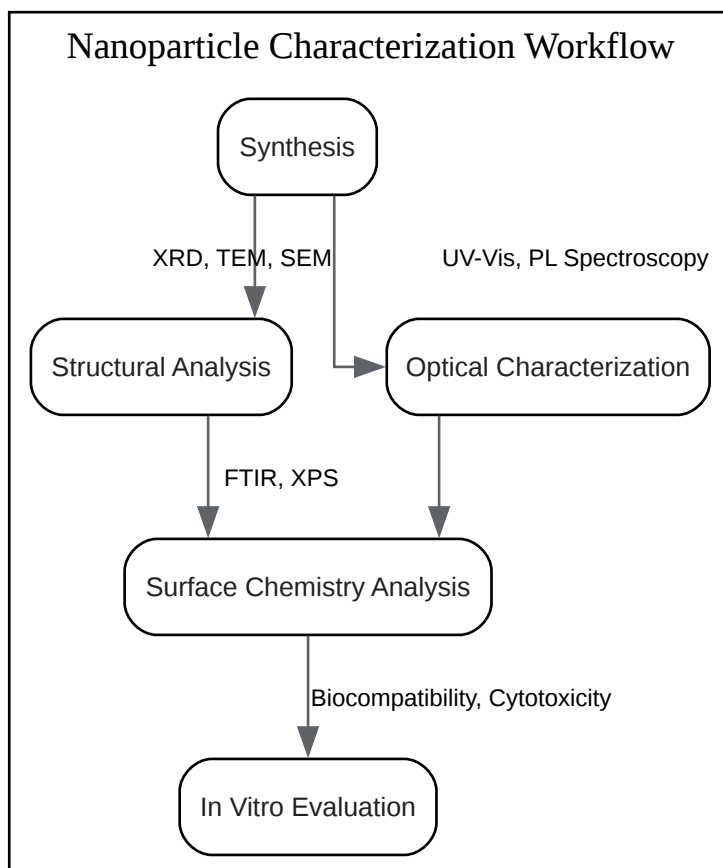 Nanoparticle Characterization Workflow
Synthesis
XRD, TEM, SEM
UV-Vis, PL Spectroscopy
Structural Analysis
Optical Characterization
FTIR, XPS
Surface Chemistry Analysis
Biocompatibility, Cytotoxicity
In Vitro Evaluation